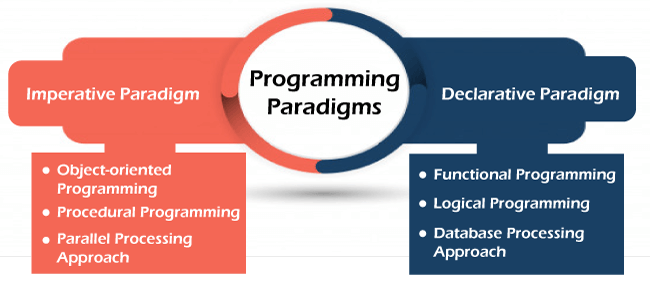 Programming
Paradigms
Imperative Paradigm
• Object-oriented
Programming
• Procedural Programming
• Parallel Processing
Approach
Declarative Paradigm
• Functional Programming
• Logical Programming
• Database Processing
Approach